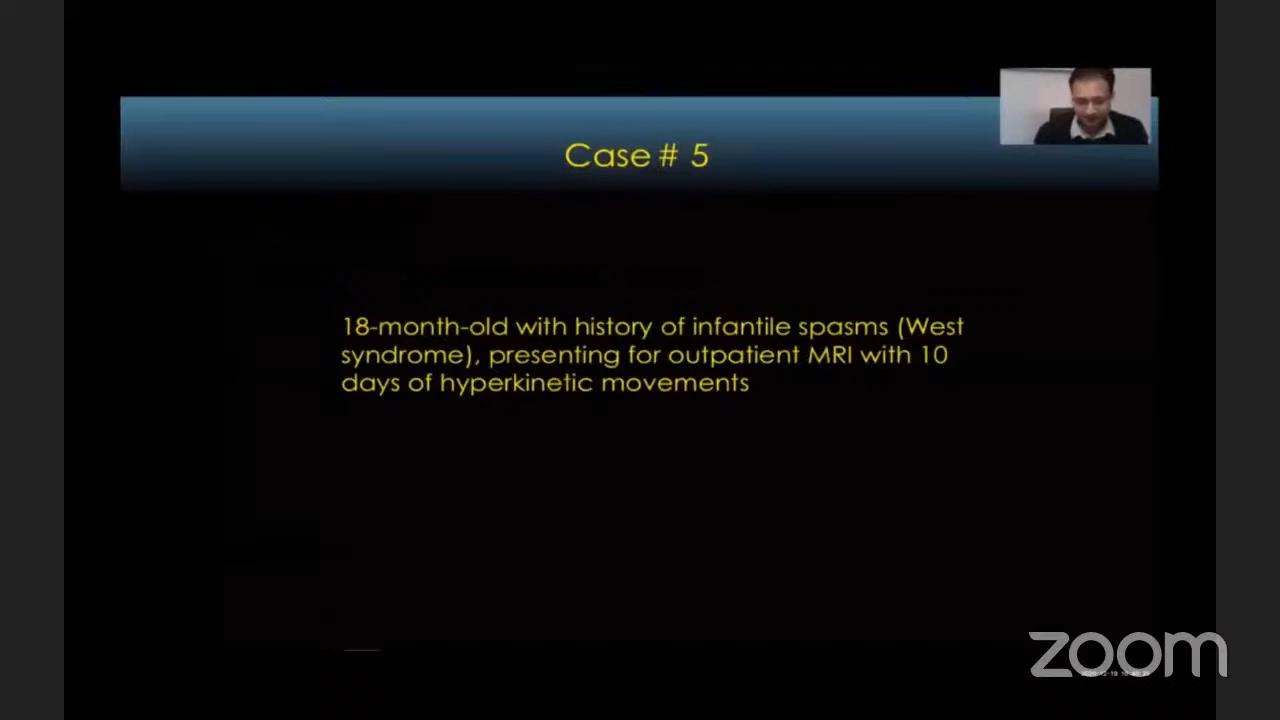 Case # 5
18-month-old with history of infantile spasms (West
syndrome), presenting for outpatient MRI with 10
days of hyperkinetic movements
zoom